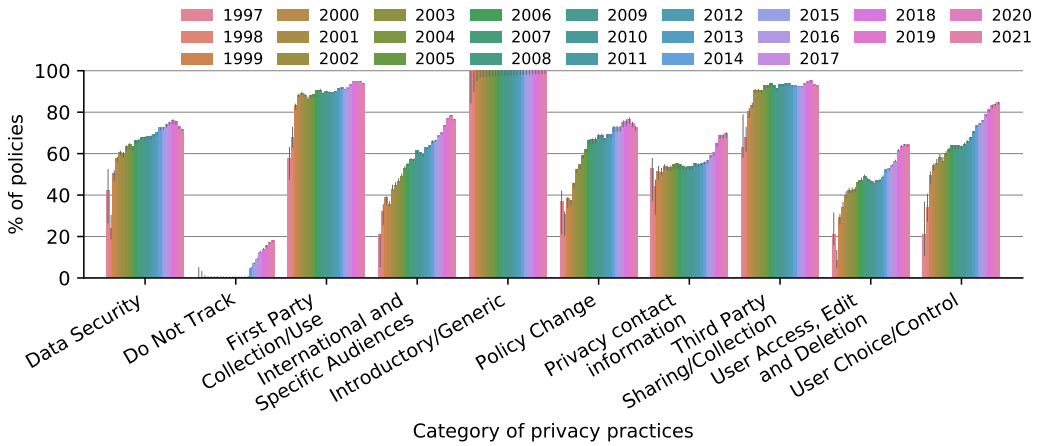 1997 2000 2003 2006 2009 2012 2015 2018 2020
1998 2001 2004 2007 2010 2013 2016 2019 2021
1999 2002 2005 2008 2011 2014 2017
% of policies
100
80
60
40
20
0
Data Security
Do Not Track
First Party
Collection/Use
International and
Specific Audiences
Introductory/Generic
Policy Change
Privacy contact
information
Third Party
Sharing/Collection
User Access, Edit
and Deletion
User Choice/Control
Category of privacy practices